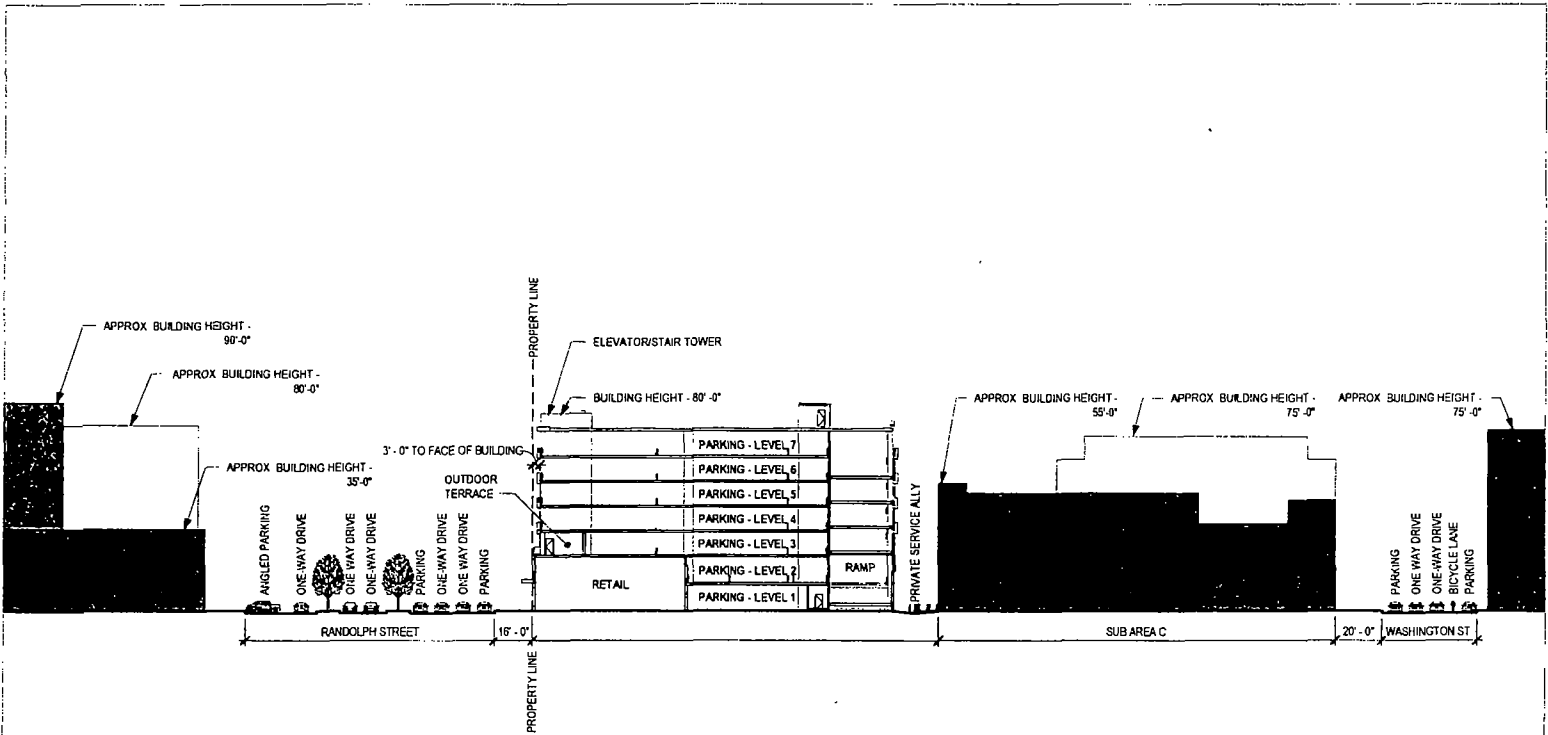 APPROX BUILDING HEIGHT -
90'-0"
APPROX BUILDING HEIGHT -
80'-0"
APPROX BUILDING HEIGHT -
35'-0"
ANGLED PARKING
ONE-WAY DRIVE
ONE WAY DRIVE
ONE-WAY DRIVE
PARKING
ONE-WAY DRIVE
ONE WAY DRIVE
PARKING
RANDOLPH STREET
16' - 0"
PROPERTY LINE
PROPERTY LINE
ELEVATOR/STAIR TOWER
BUILDING HEIGHT - 80' -0"
3' - 0" TO FACE OF BUILDING
OUTDOOR
TERRACE
PARKING - LEVEL 7
PARKING - LEVEL 6
PARKING - LEVEL 5
PARKING - LEVEL 4
PARKING - LEVEL 3
PARKING - LEVEL 2
PARKING - LEVEL 1
RETAIL
RAMP
PRIVATE SERVICE ALLY
APPROX BUILDING HEIGHT -
55'-0"
APPROX BUILDING HEIGHT -
75' -0"
APPROX BUILDING HEIGHT -
75' -0"
SUB AREA C
20' - 0"
PARKING
ONE WAY DRIVE
ONE-WAY DRIVE
BICYCLE LANE
PARKING
WASHINGTON ST